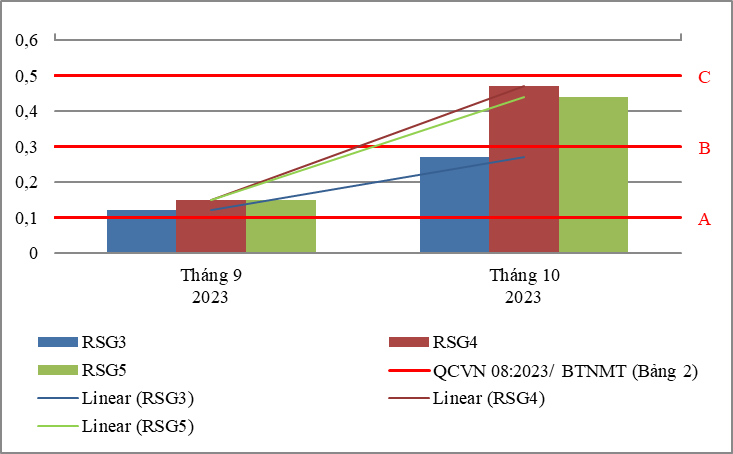 0,6
0,5
C
0,4
0,3
B
0,2
0,1
A
0
Tháng 9
2023
Tháng 10
2023
RSG3
RSG4
RSG5
QCVN 08:2023/ BTNMT (Bảng 2)
Linear (RSG3)
Linear (RSG4)
Linear (RSG5)